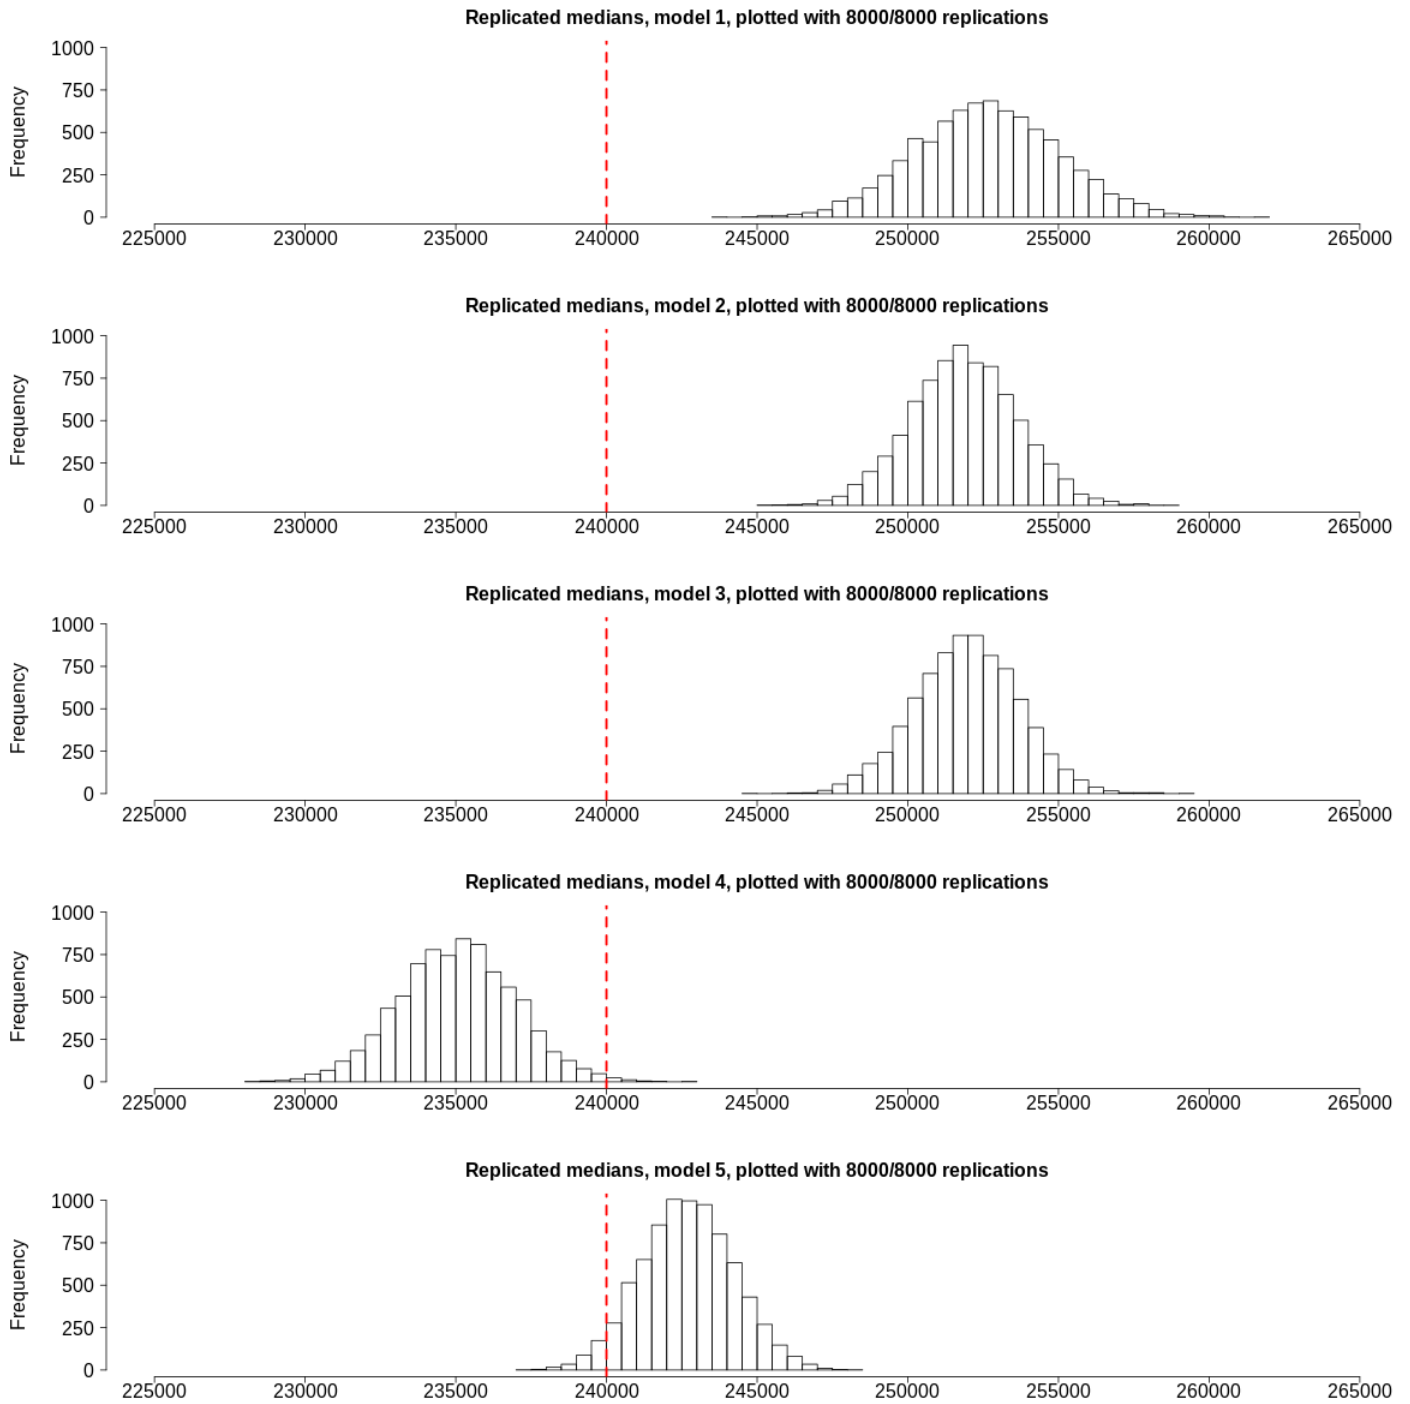 Replicated medians, model 1, plotted with 8000/8000 replications
Frequency
1000
750
500
250
0
225000 230000 235000 240000 245000 250000 255000 260000 265000
Replicated medians, model 2, plotted with 8000/8000 replications
Frequency
1000
750
500
250
0
225000 230000 235000 240000 245000 250000 255000 260000 265000
Replicated medians, model 3, plotted with 8000/8000 replications
Frequency
1000
750
500
250
0
225000 230000 235000 240000 245000 250000 255000 260000 265000
Replicated medians, model 4, plotted with 8000/8000 replications
Frequency
1000
750
500
250
0
225000 230000 235000 240000 245000 250000 255000 260000 265000
Replicated medians, model 5, plotted with 8000/8000 replications
Frequency
1000
750
500
250
0
225000 230000 235000 240000 245000 250000 255000 260000 265000